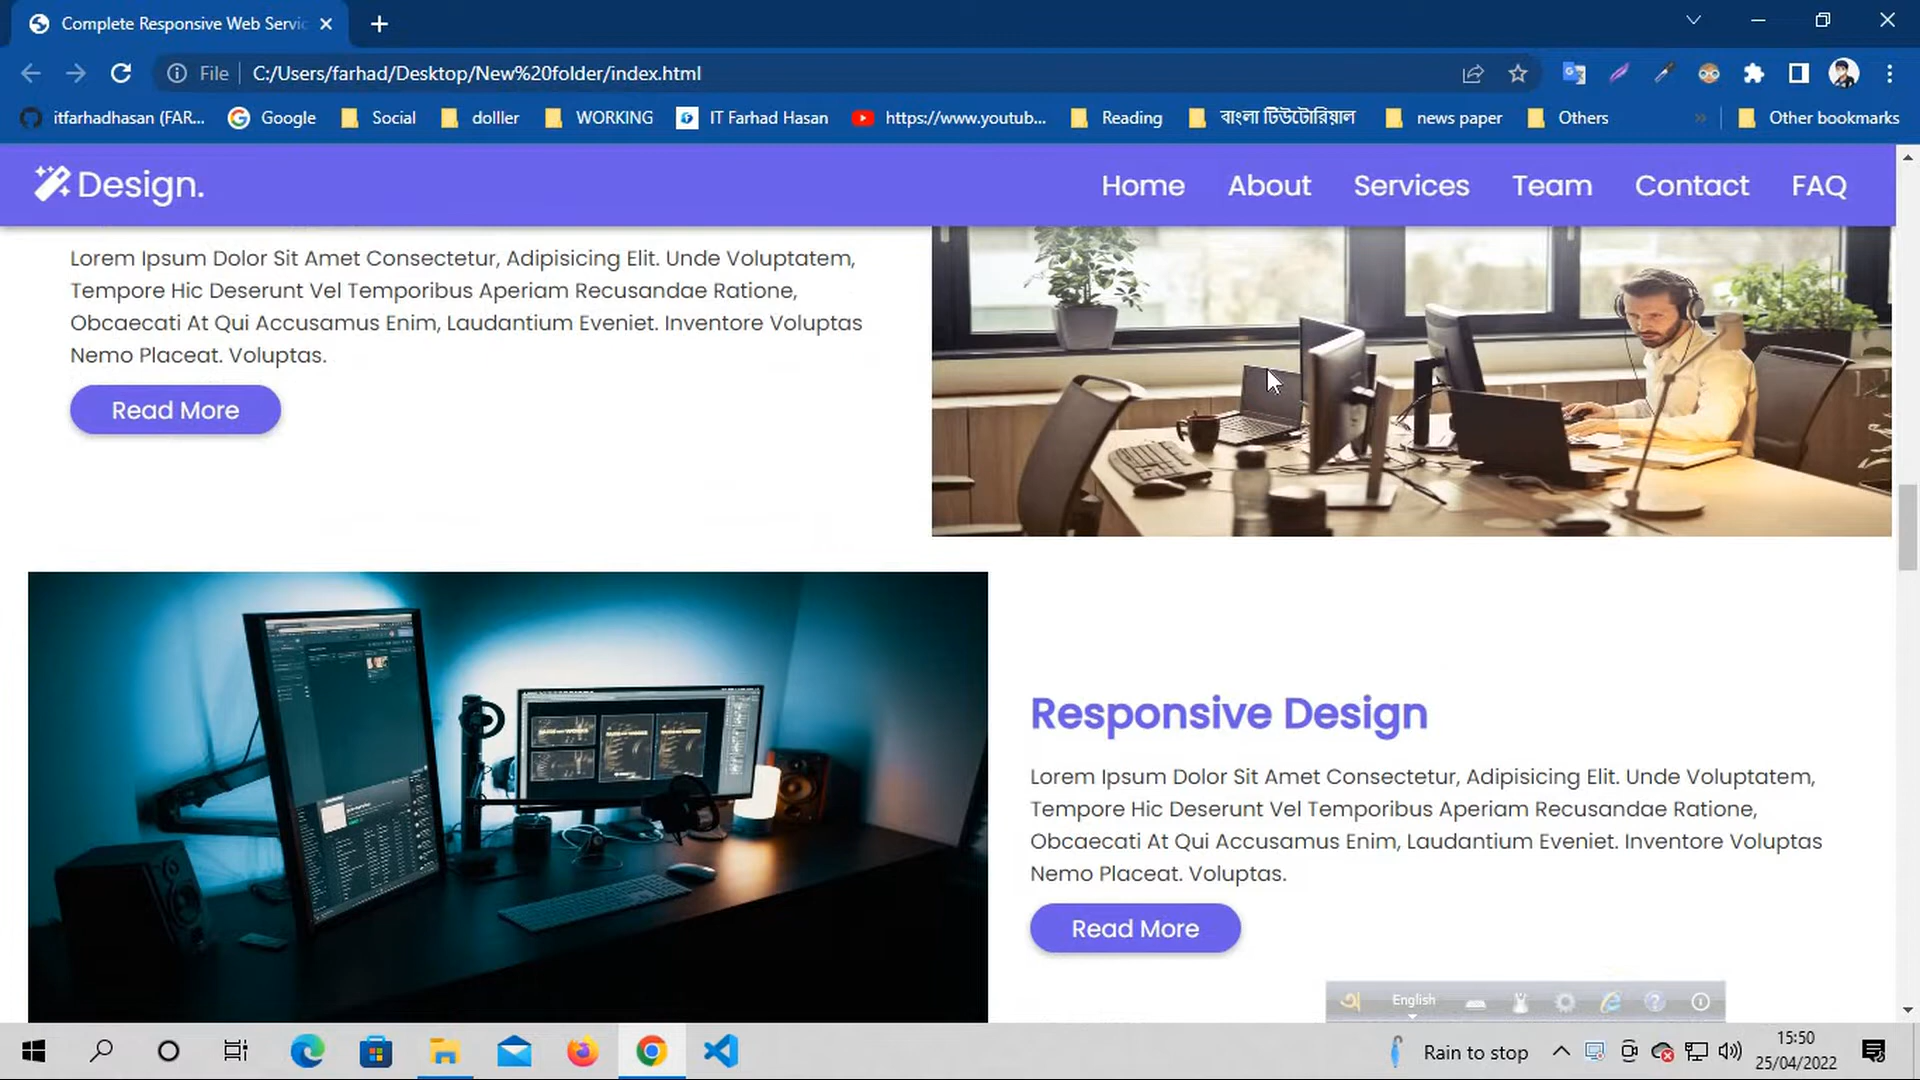 Complete Responsive Web Servic
File
C:/Users/farhad/Desktop/New%20folder/index.html
itfarhadhasan (FAR...
Google
Social
dolller
WORKING
IT Farhad Hasan
https://www.youtub...
Reading
বাংলা টিউটোরিয়াল
news paper
Others
Other bookmarks
Design.
Home
About
Services
Team
Contact
FAQ
Lorem Ipsum Dolor Sit Amet Consectetur, Adipisicing Elit. Unde Voluptatem,
Tempore Hic Deserunt Vel Temporibus Aperiam Recusandae Ratione,
Obcaecati At Qui Accusamus Enim, Laudantium Eveniet. Inventore Voluptas
Nemo Placeat. Voluptas.
Read More
Responsive Design
Lorem Ipsum Dolor Sit Amet Consectetur, Adipisicing Elit. Unde Voluptatem,
Tempore Hic Deserunt Vel Temporibus Aperiam Recusandae Ratione,
Obcaecati At Qui Accusamus Enim, Laudantium Eveniet. Inventore Voluptas
Nemo Placeat. Voluptas.
Read More
English
Rain to stop
15:50
25/04/2022